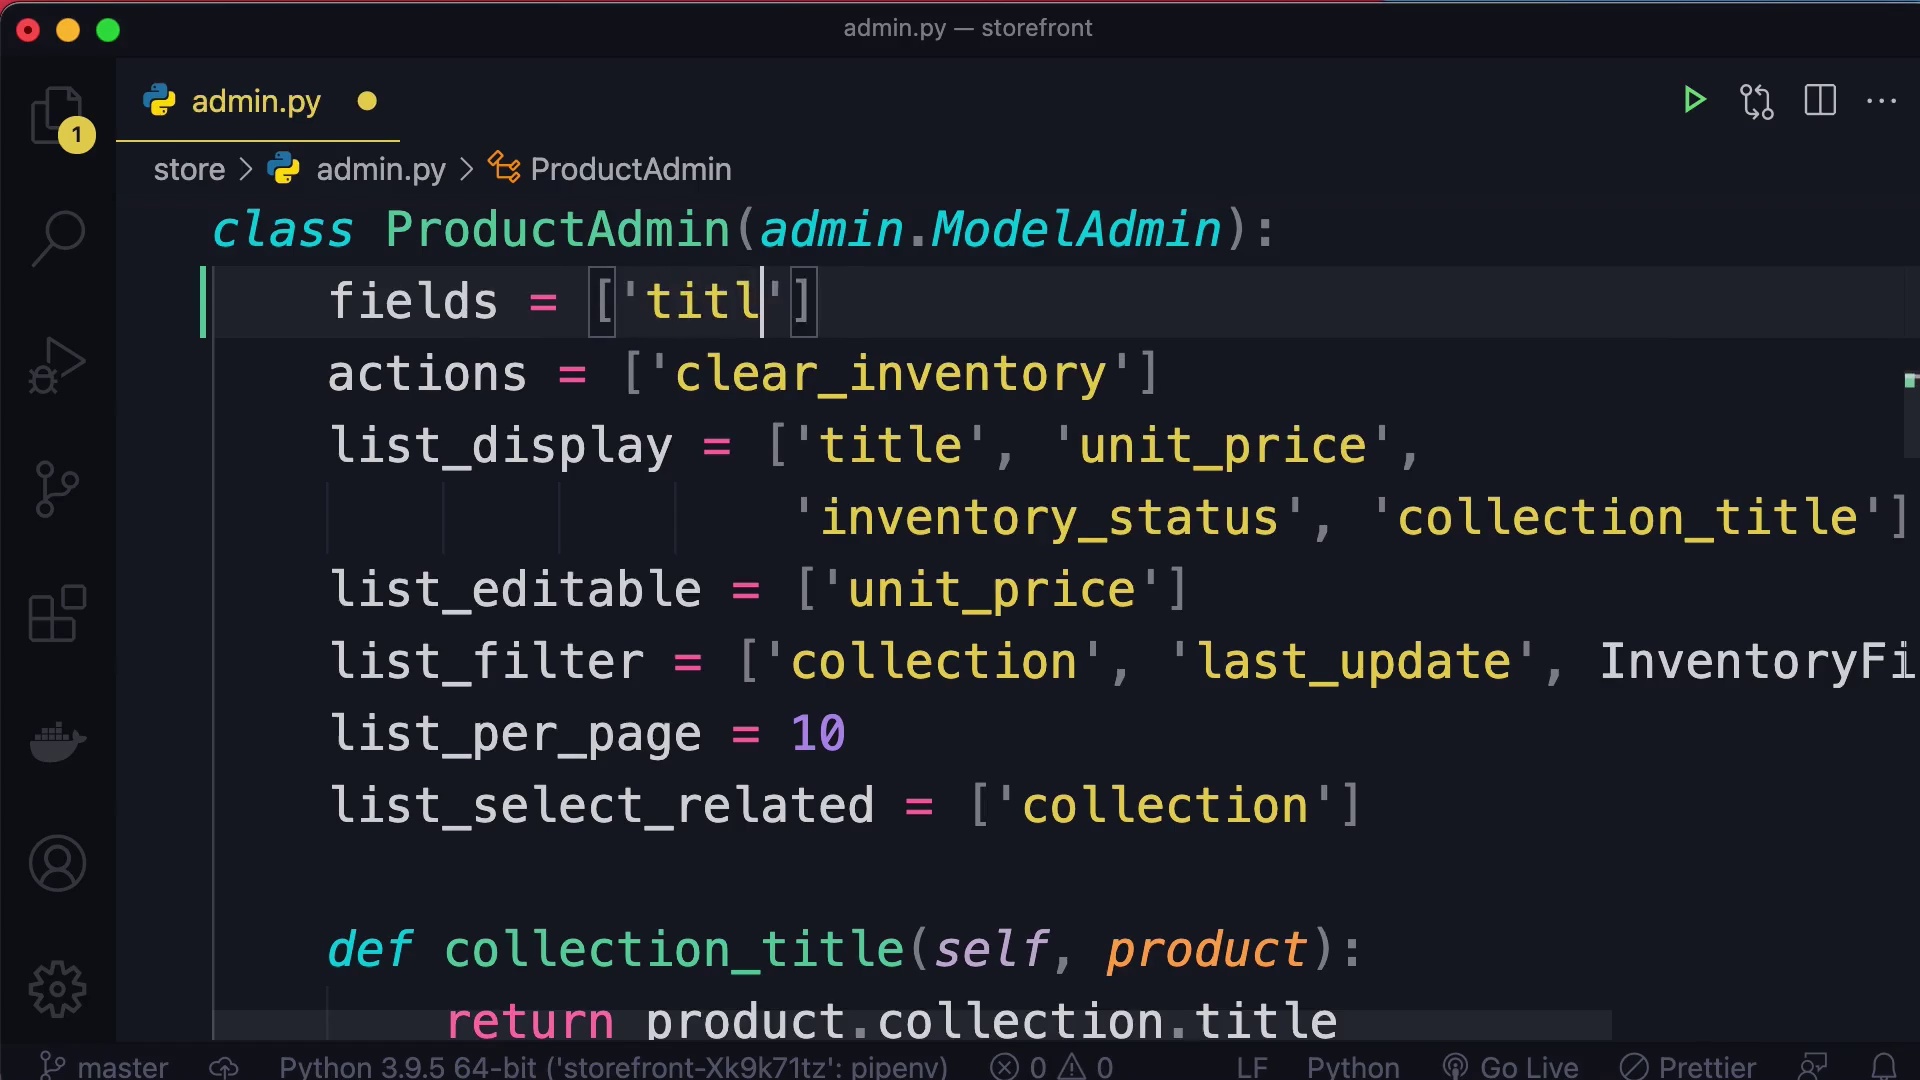 admin.py — storefront
admin.py
1
store > admin.py > ProductAdmin
class ProductAdmin(admin.ModelAdmin):
fields = ['titl']
actions = ['clear_inventory']
list_display = ['title', 'unit_price',
'inventory_status', 'collection_title']
list_editable = ['unit_price']
list_filter = ['collection', 'last_update', InventoryFi
list_per_page = 10
list_select_related = ['collection']
def collection_title(self, product):
return product.collection.title
master Python 3.9.5 64-bit ('storefront-Xk9k71tz': pipenv) 0 0 LF Python Go Live Prettier